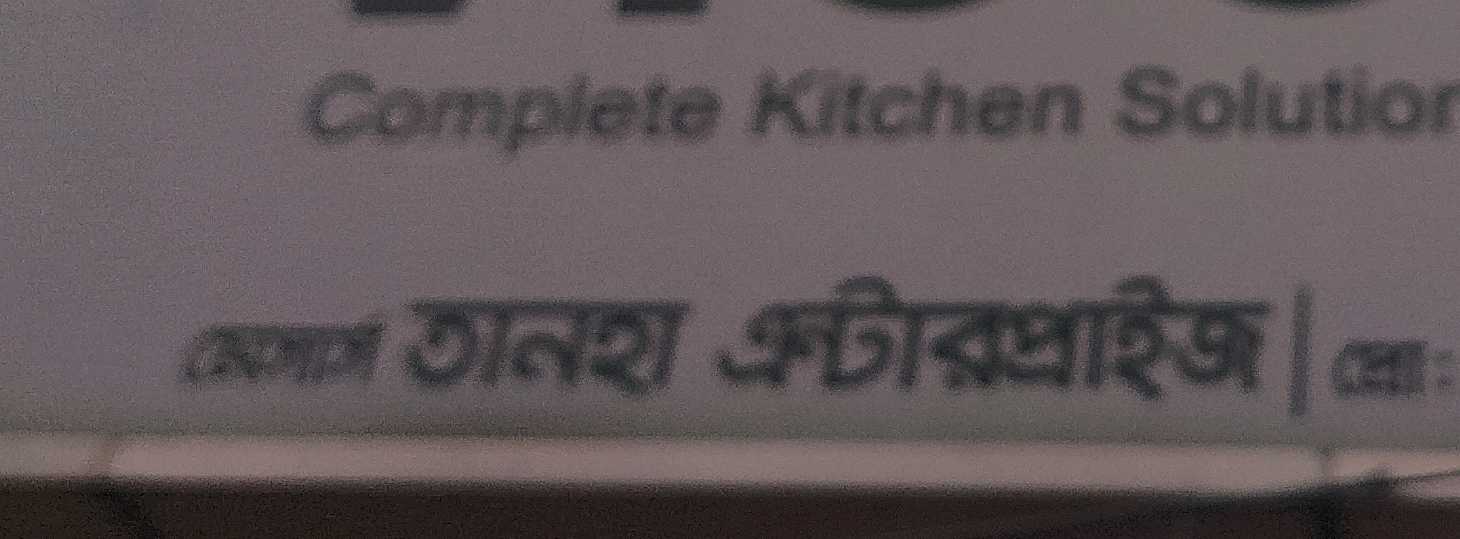 Complete Kitchen Solution
মেসার্স তানহা এন্টারপ্রাইজ | প্রো: